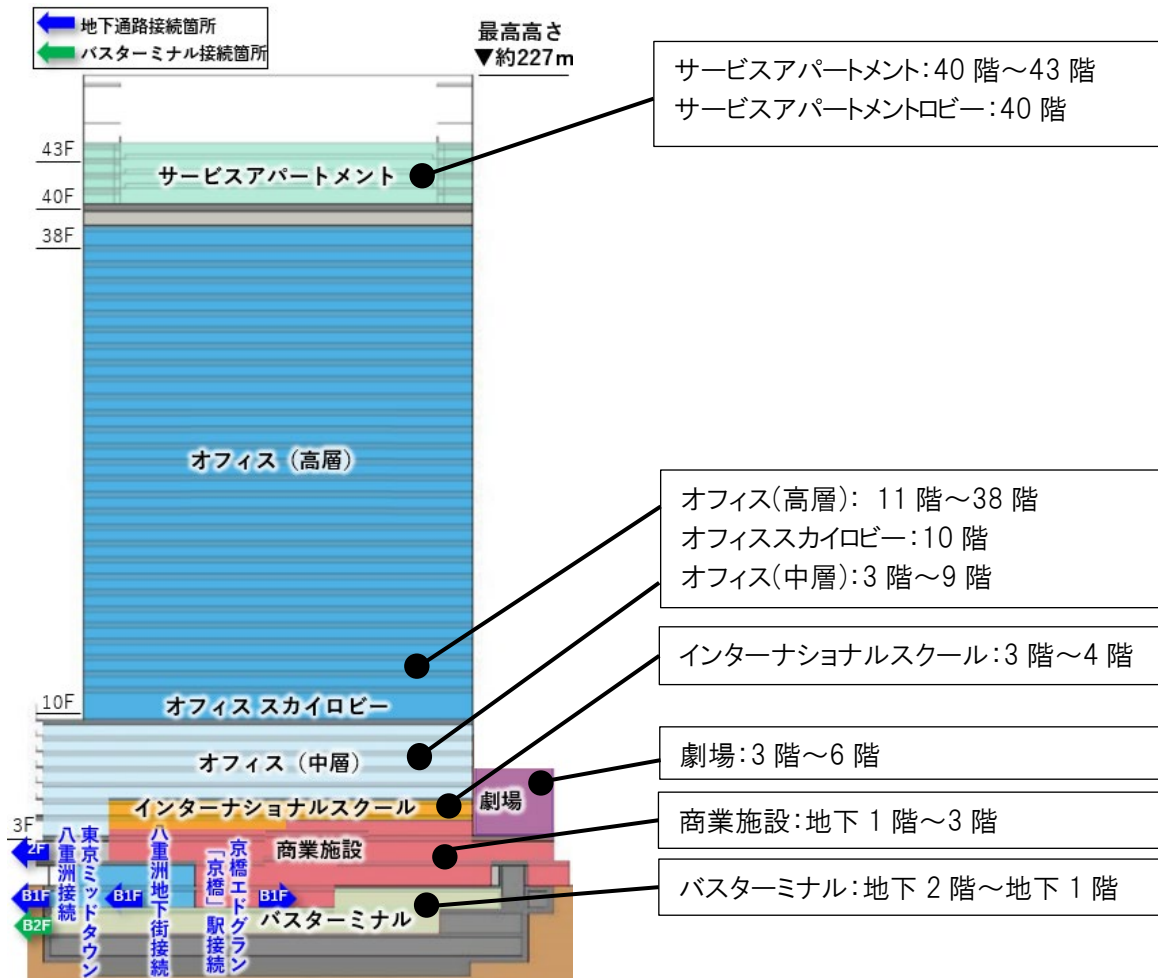 地下通路接続箇所
バスターミナル接続箇所
最高高さ
▼約227m
サービスアパートメント：40 階～43 階
サービスアパートメントロビー：40 階
43F
サービスアパートメント
40F
38F
オフィス（高層）
オフィス(高層)： 11 階～38 階
オフィススカイロビー：10 階
オフィス(中層)：3 階～9 階
インターナショナルスクール：3 階～4 階
10F
オフィス スカイロビー
オフィス（中層）
劇場：3 階～6 階
インターナショナルスクール
劇場
商業施設：地下 1 階～3 階
3F
商業施設
2F
B1F
B2F
東京ミッドタウン
八重洲接続
B1F
八重洲地下街接続
京橋エドグラン
「京橋」駅接続
B1F
バスターミナル
バスターミナル：地下 2 階～地下 1 階